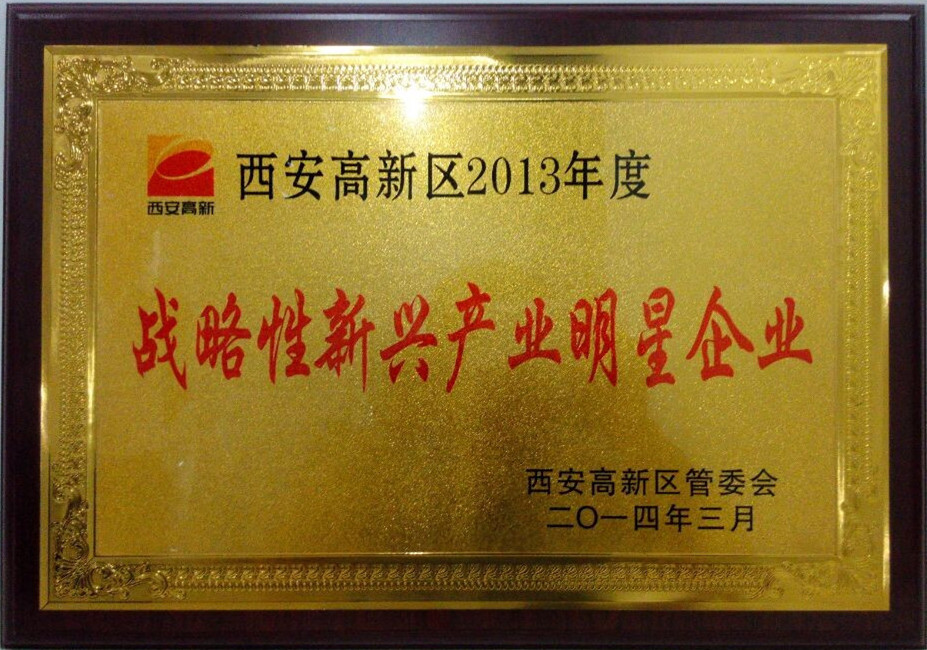 西安高新区2013年度
西安高新
战略性新兴产业明星企业
西安高新区管委会
二〇一四年三月